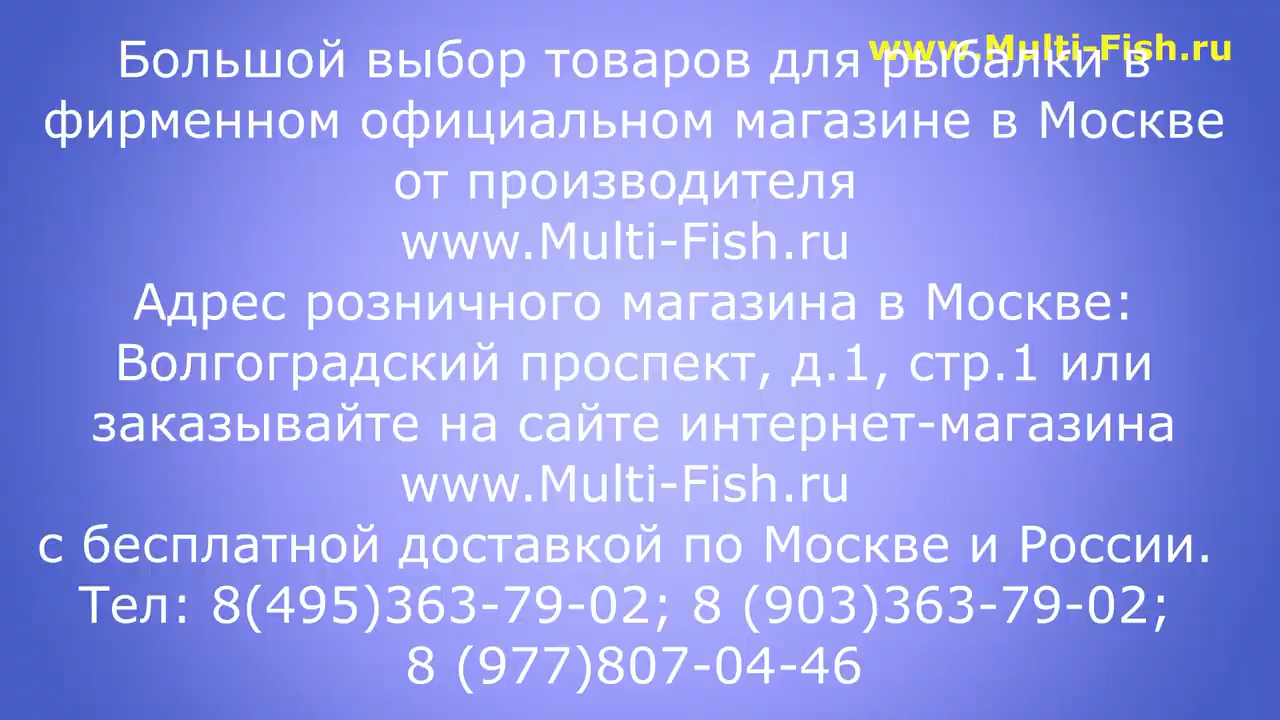 www.Multi-Fish.ru
Большой выбор товаров для рыбалки в
фирменном официальном магазине в Москве
от производителя
www.Multi-Fish.ru
Адрес розничного магазина в Москве:
Волгоградский проспект, д.1, стр.1 или
заказывайте на сайте интернет-магазина
www.Multi-Fish.ru
с бесплатной доставкой по Москве и России.
Тел: 8(495)363-79-02; 8 (903)363-79-02;
8 (977)807-04-46